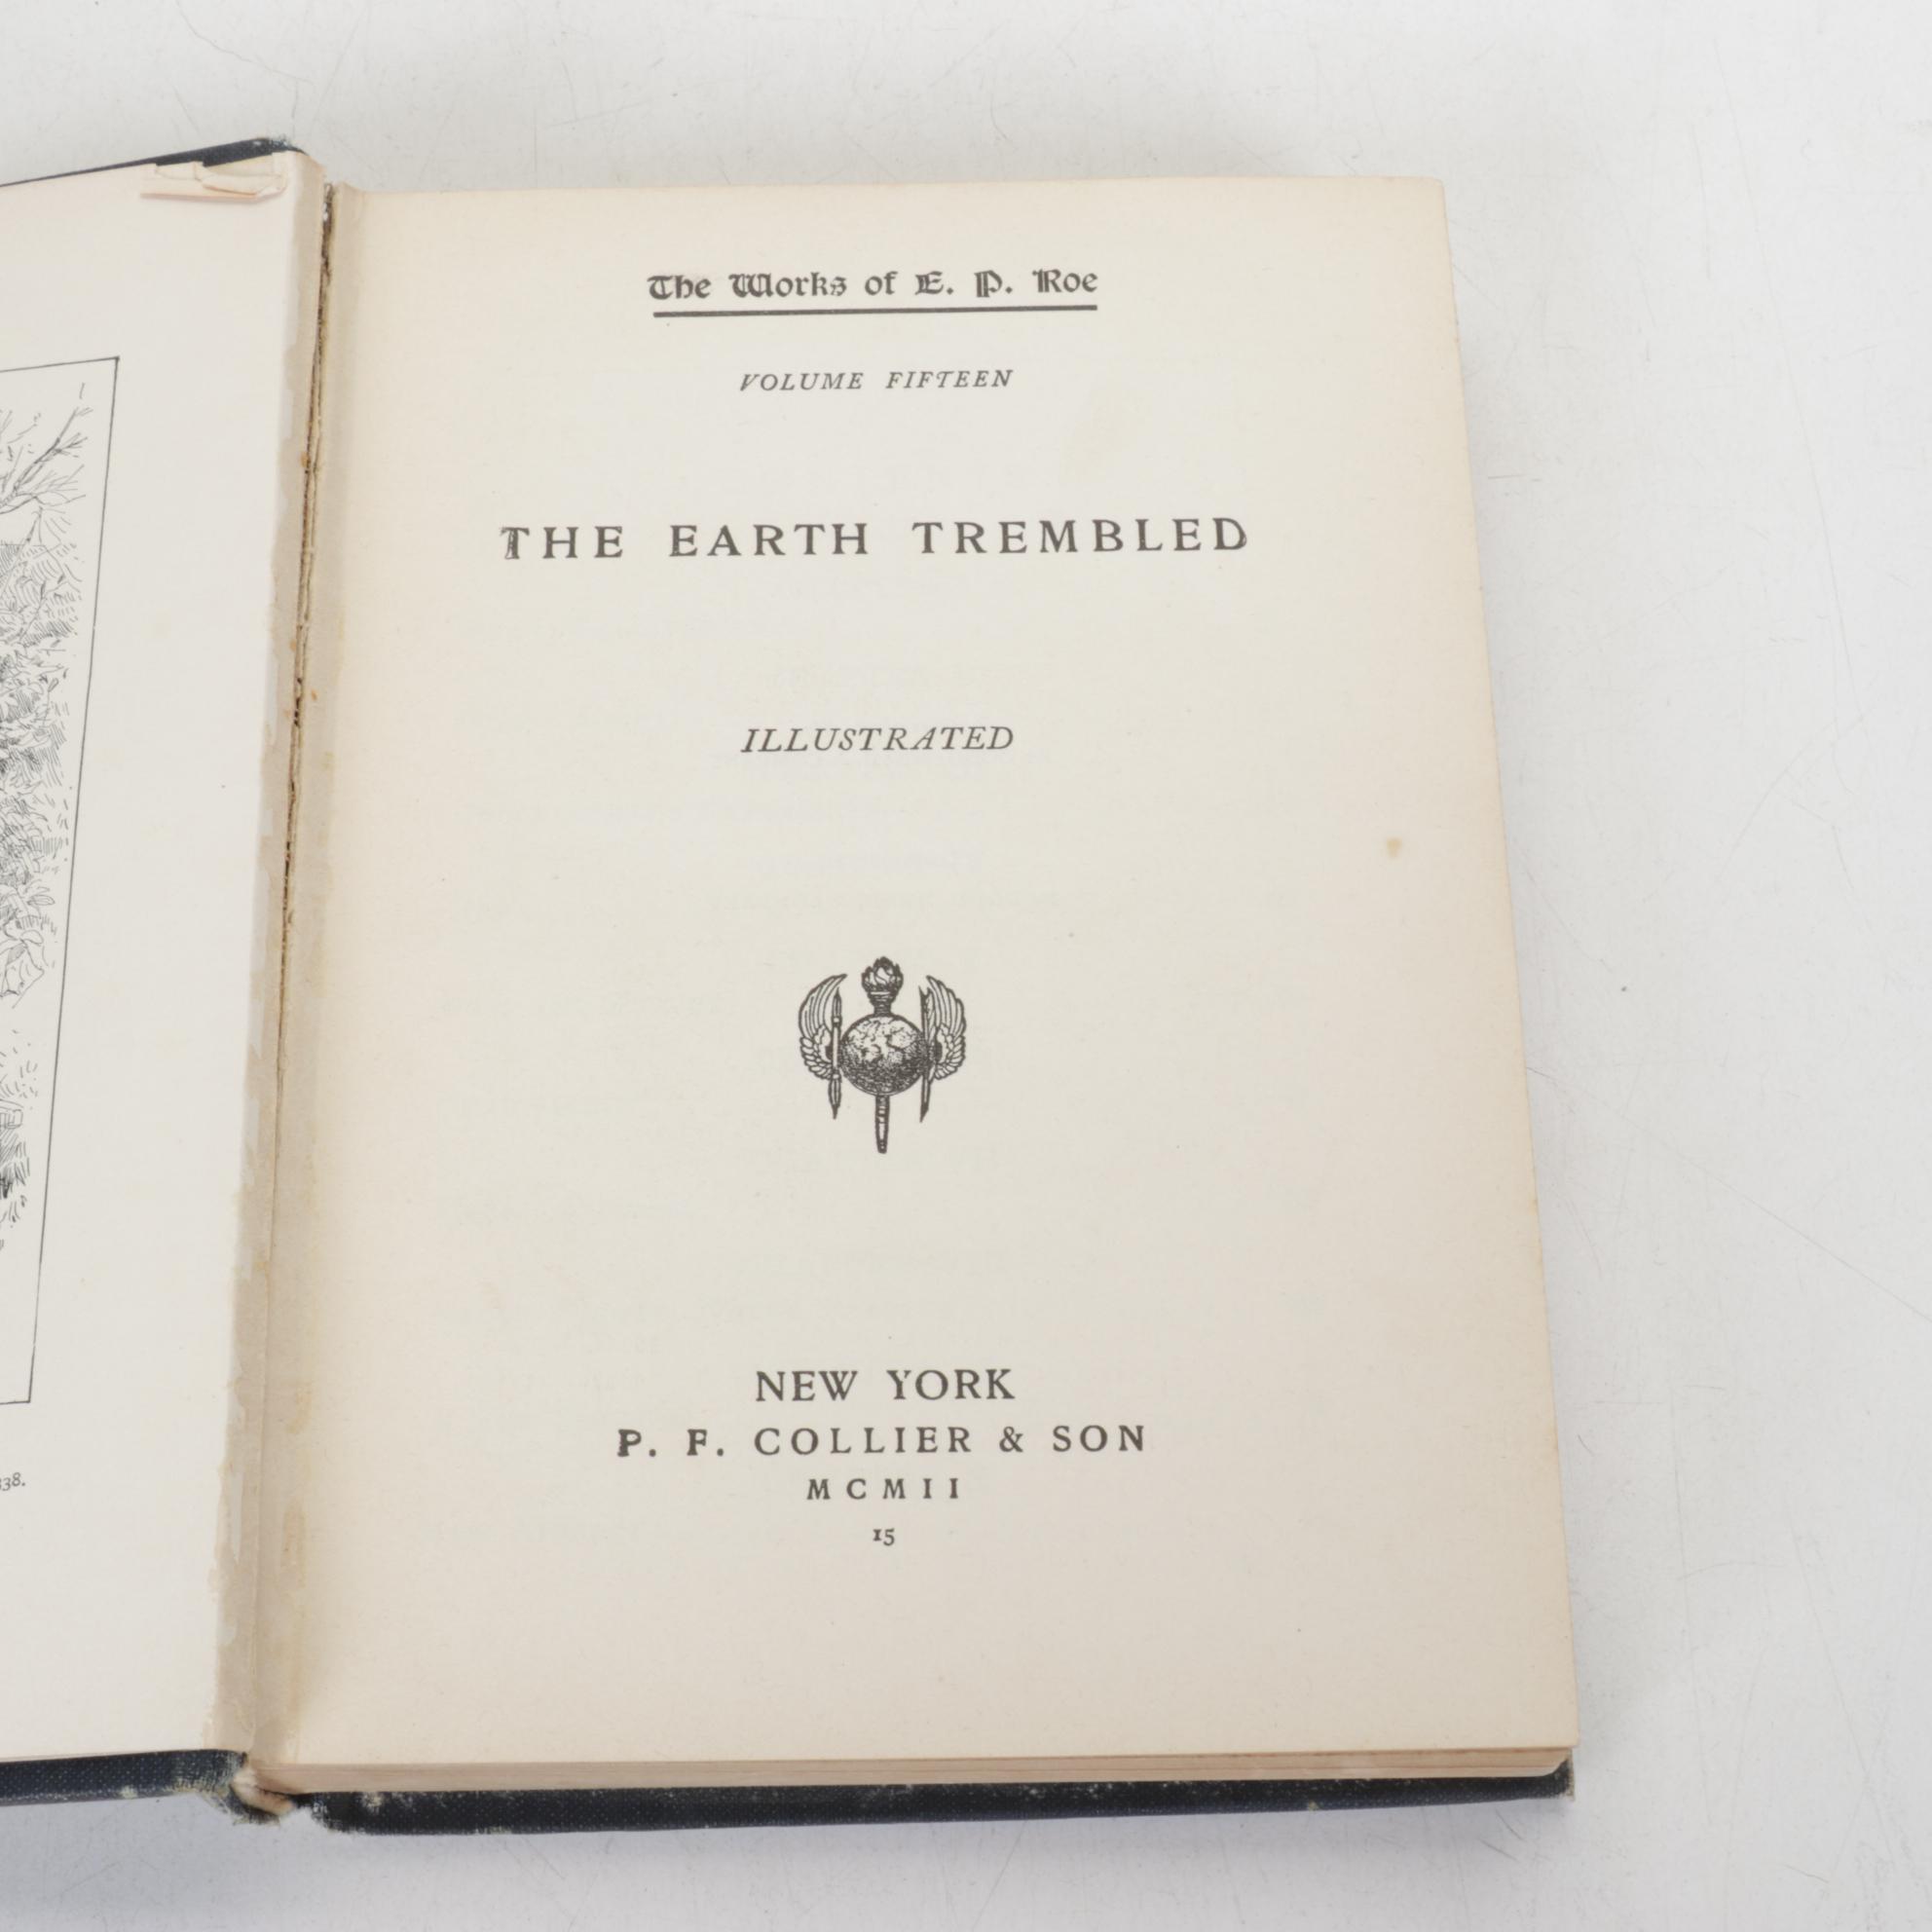 The Works of E. P. Roe
VOLUME FIFTEEN
THE EARTH TREMBLED
ILLUSTRATED
NEW YORK
P. F. COLLIER & SON
MCMII
15